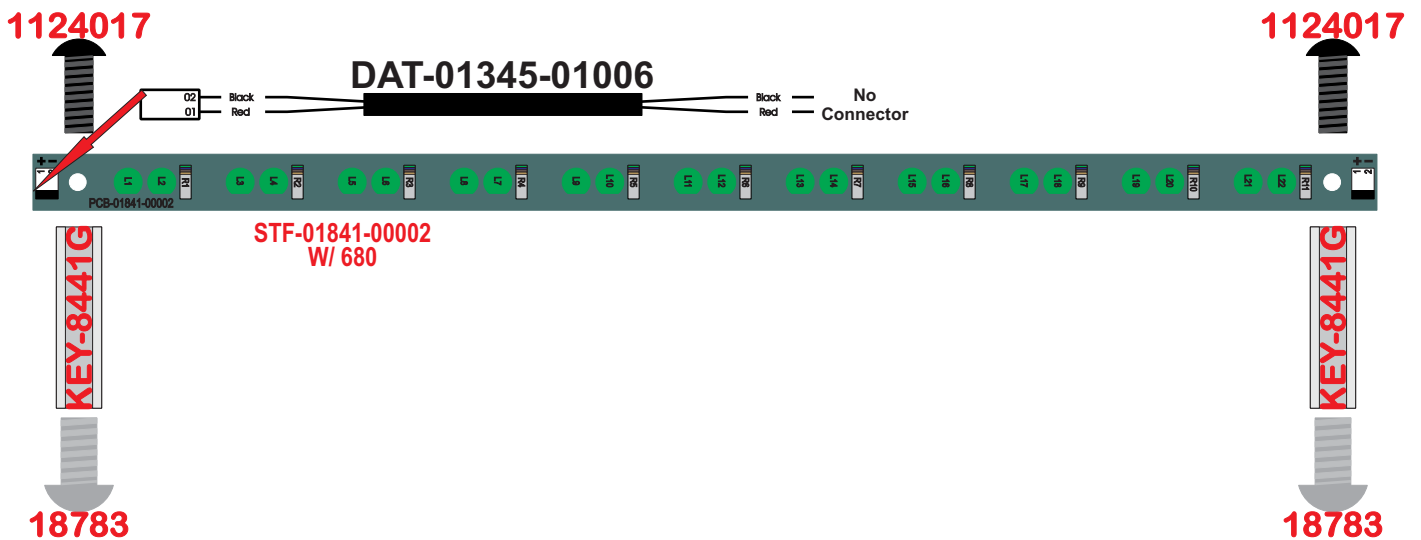 1124017
1124017
DAT-01345-01006
02 Black Black No
01 Red Red Connector
+ - + -
1 1 2
L1 L2 R1 L3 L4 R2 L5 L6 R3 L8 L7 R4 L9 L10 R5 L11 L12 R6 L13 L14 R7 L15 L16 R8 L17 L18 R9 L19 L20 R10 L21 L22 R11
PCB-01841-00002
STF-01841-00002
W/ 680
KEY-8441G
KEY-8441G
18783
18783